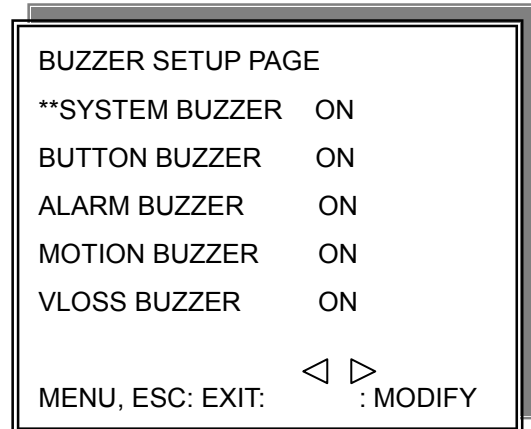 BUZZER SETUP PAGE
**SYSTEM BUZZER ON
BUTTON BUZZER ON
ALARM BUZZER ON
MOTION BUZZER ON
VLOSS BUZZER ON
MENU, ESC: EXIT: ◁ ▷ : MODIFY